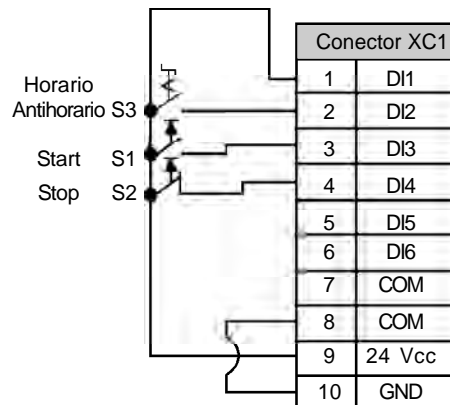 Conector XC1
1 DI1
Horario
Antihorario S3
2 DI2
3 DI3
Start S1
4 DI4
Stop S2
5 DI5
6 DI6
7 COM
8 COM
9 24 Vcc
10 GND